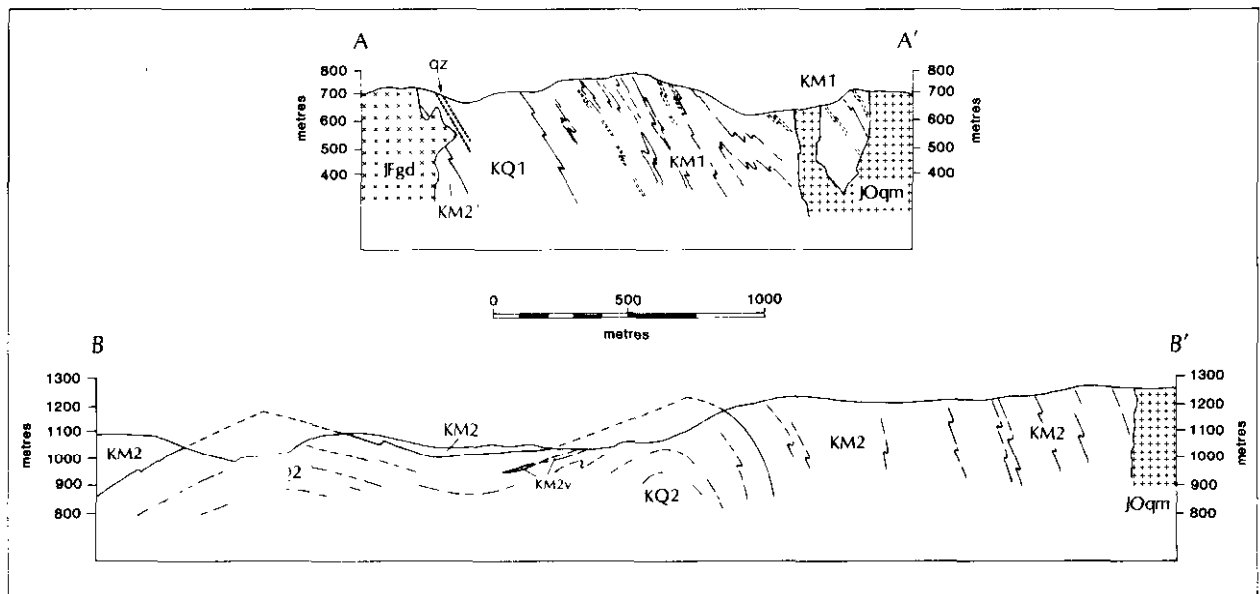 A A'
qz
KM1
800 800
700 700
600 600
500 500
400 400
metres metres
JFgd KQ1 KM1 JOqm
KM2
0 500 1000
metres
B B'
1300 1300
1200 1200
1100 1100
1000 1000
900 900
800 800
metres metres
KM2 KM2 KM2 KM2
KM2v
KQ2
JOqm